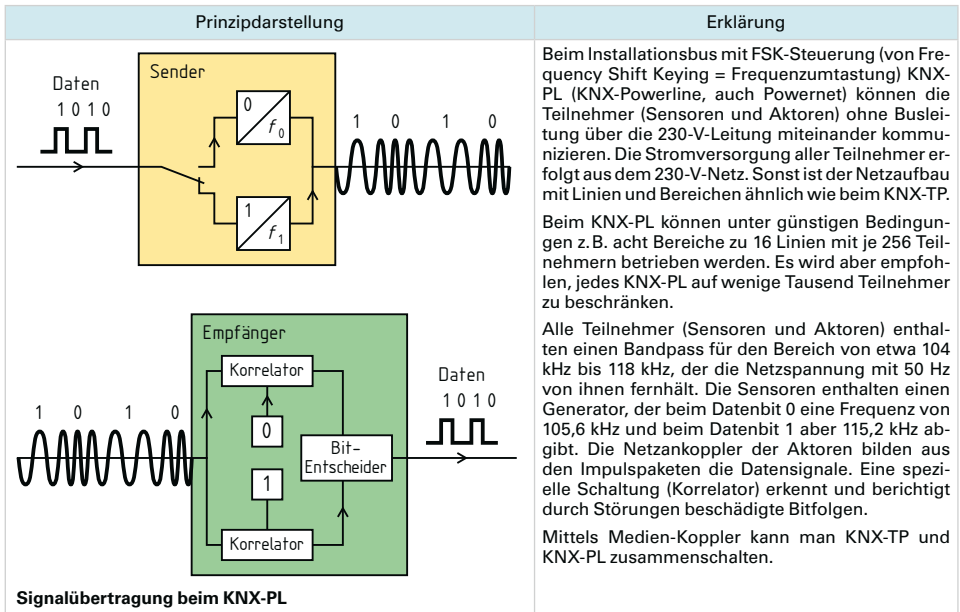 Prinzipdarstellung
Erklärung
Sender
Daten
1 0 1 0
0
f0
1
f1
1 0 1 0
Empfänger
Korrelator
0
1
Korrelator
Bit-
Entscheider
1 0 1 0
Daten
1 0 1 0
Signalübertragung beim KNX-PL
Beim Installationsbus mit FSK-Steuerung (von Fre-
quency Shift Keying = Frequenzumtastung) KNX-
PL (KNX-Powerline, auch Powernet) können die
Teilnehmer (Sensoren und Aktoren) ohne Buslei-
tung über die 230-V-Leitung miteinander kommu-
nizieren. Die Stromversorgung aller Teilnehmer er-
folgt aus dem 230-V-Netz. Sonst ist der Netzaufbau
mit Linien und Bereichen ähnlich wie beim KNX-TP.
Beim KNX-PL können unter günstigen Bedingun-
gen z. B. acht Bereiche zu 16 Linien mit je 256 Teil-
nehmern betrieben werden. Es wird aber empfoh-
len, jedes KNX-PL auf wenige Tausend Teilnehmer
zu beschränken.
Alle Teilnehmer (Sensoren und Aktoren) enthal-
ten einen Bandpass für den Bereich von etwa 104
kHz bis 118 kHz, der die Netzspannung mit 50 Hz
von ihnen fernhält. Die Sensoren enthalten einen
Generator, der beim Datenbit 0 eine Frequenz von
105,6 kHz und beim Datenbit 1 aber 115,2 kHz ab-
gibt. Die Netzankoppler der Aktoren bilden aus
den Impulspaketen die Datensignale. Eine spezi-
elle Schaltung (Korrelator) erkennt und berichtigt
durch Störungen beschädigte Bitfolgen.
Mittels Medien-Koppler kann man KNX-TP und
KNX-PL zusammenschalten.